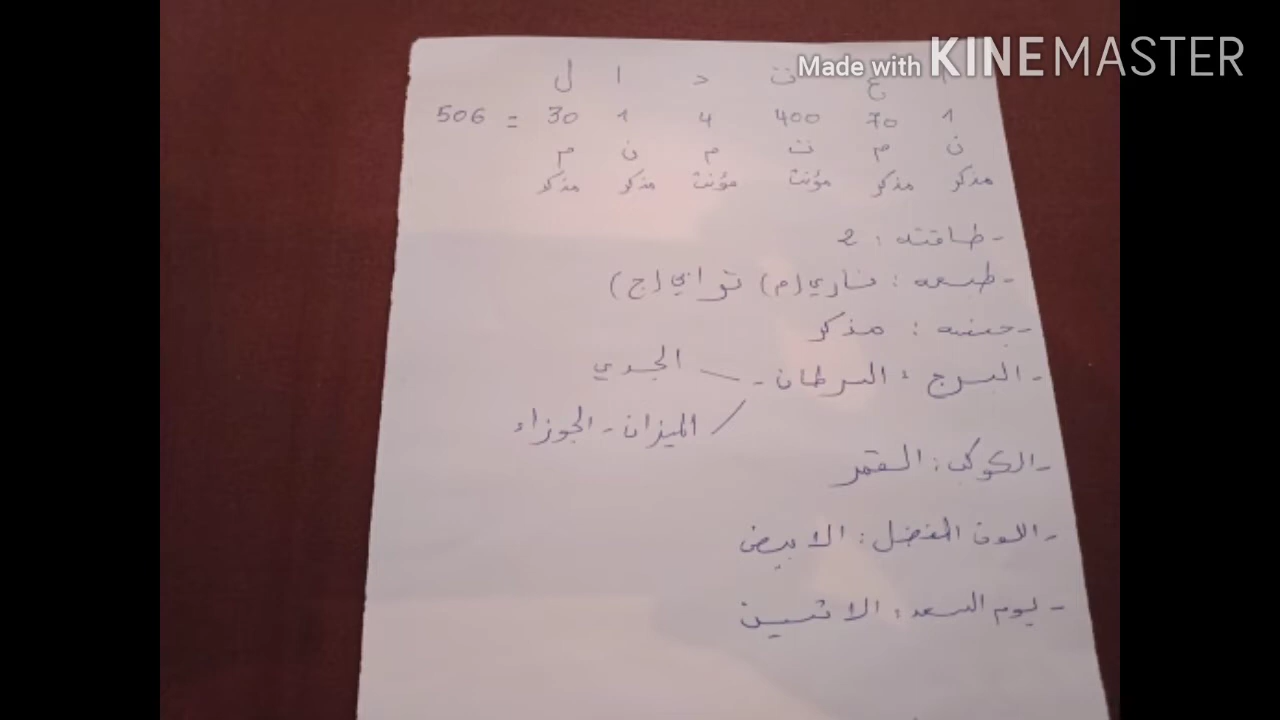 Made with KINEMASTER
ا ع ت د ا ل
1 70 400 4 1 30 = 506
ن م ت م ن م
مذكر مذكر مؤنث مؤنث مذكر مذكر
- طاقته : 2
- طبعه : ناري (م) ترابي (ج)
- جنسه : مذكر
- البرج : السرطان - الجدي
الميزان - الجوزاء
- الكوكب : القمر
- اللون المفضل : الابيض
- يوم السعد : الاثنين